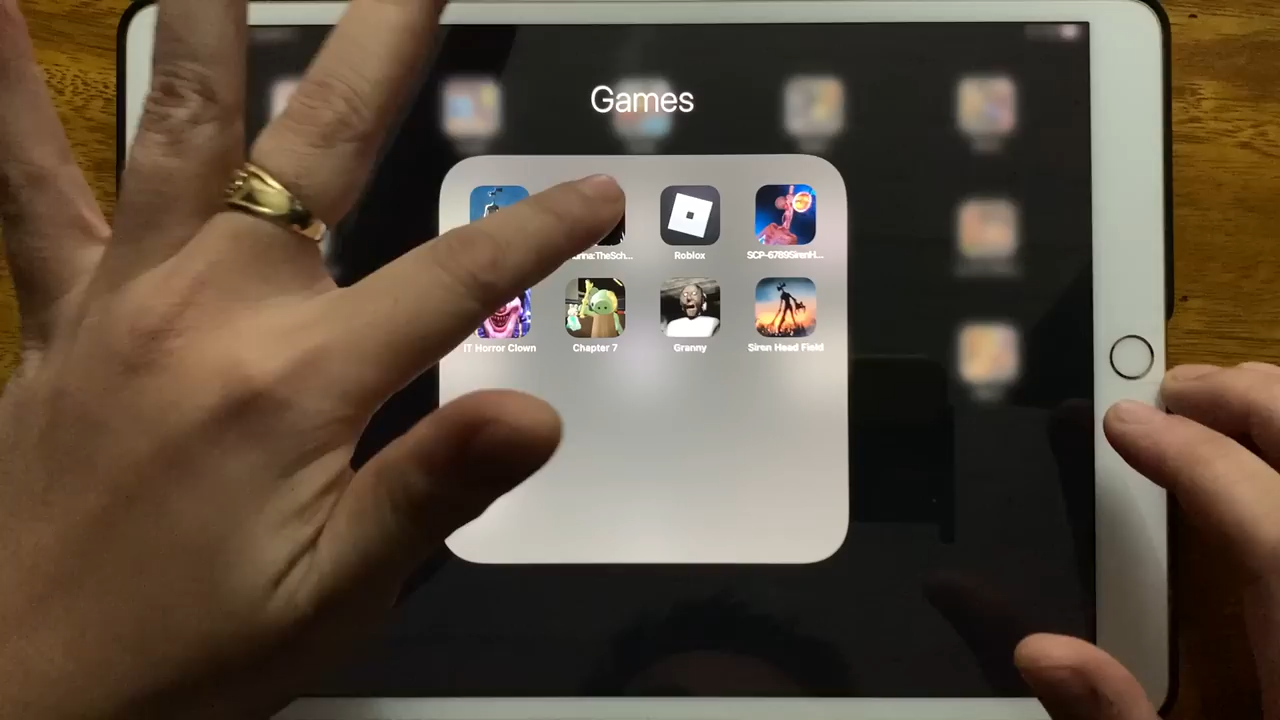 Games
Roblox
SCP-6789SirenH...
IT Horror Clown
Chapter 7
Granny
Siren Head Field